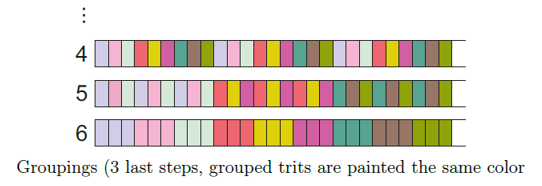 ⋮
4
5
6
Groupings (3 last steps, grouped trits are painted the same color